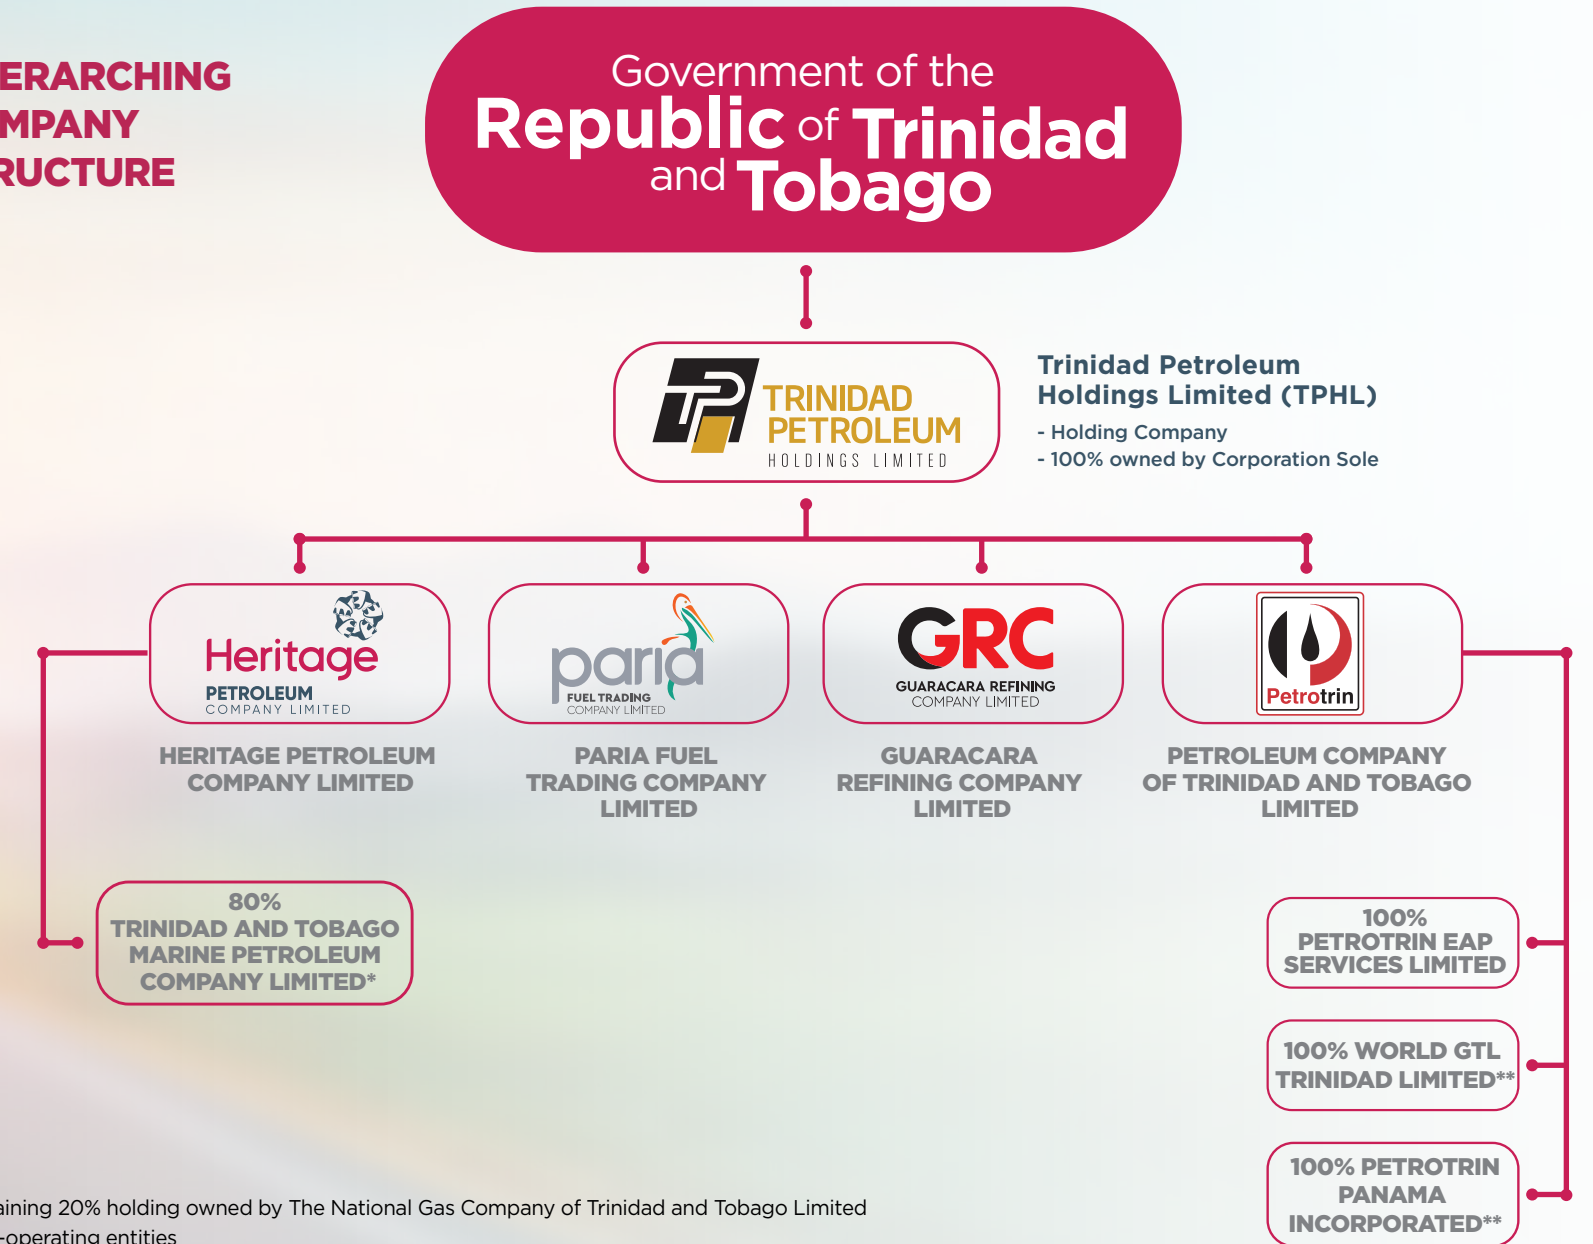 ERARCHING
MPANY
RUCTURE
Government of the
Republic of Trinidad
and Tobago
TRINIDAD
PETROLEUM
HOLDINGS LIMITED
Trinidad Petroleum
Holdings Limited (TPHL)
- Holding Company
- 100% owned by Corporation Sole
Heritage
PETROLEUM
COMPANY LIMITED
paria
FUEL TRADING
COMPANY LIMITED
GRC
GUARACARA REFINING
COMPANY LIMITED
Petrotrin
HERITAGE PETROLEUM
COMPANY LIMITED
PARIA FUEL
TRADING COMPANY
LIMITED
GUARACARA
REFINING COMPANY
LIMITED
PETROLEUM COMPANY
OF TRINIDAD AND TOBAGO
LIMITED
80%
TRINIDAD AND TOBAGO
MARINE PETROLEUM
COMPANY LIMITED*
100%
PETROTRIN EAP
SERVICES LIMITED
100% WORLD GTL
TRINIDAD LIMITED**
100% PETROTRIN
PANAMA
INCORPORATED**
aining 20% holding owned by The National Gas Company of Trinidad and Tobago Limited
-operating entities